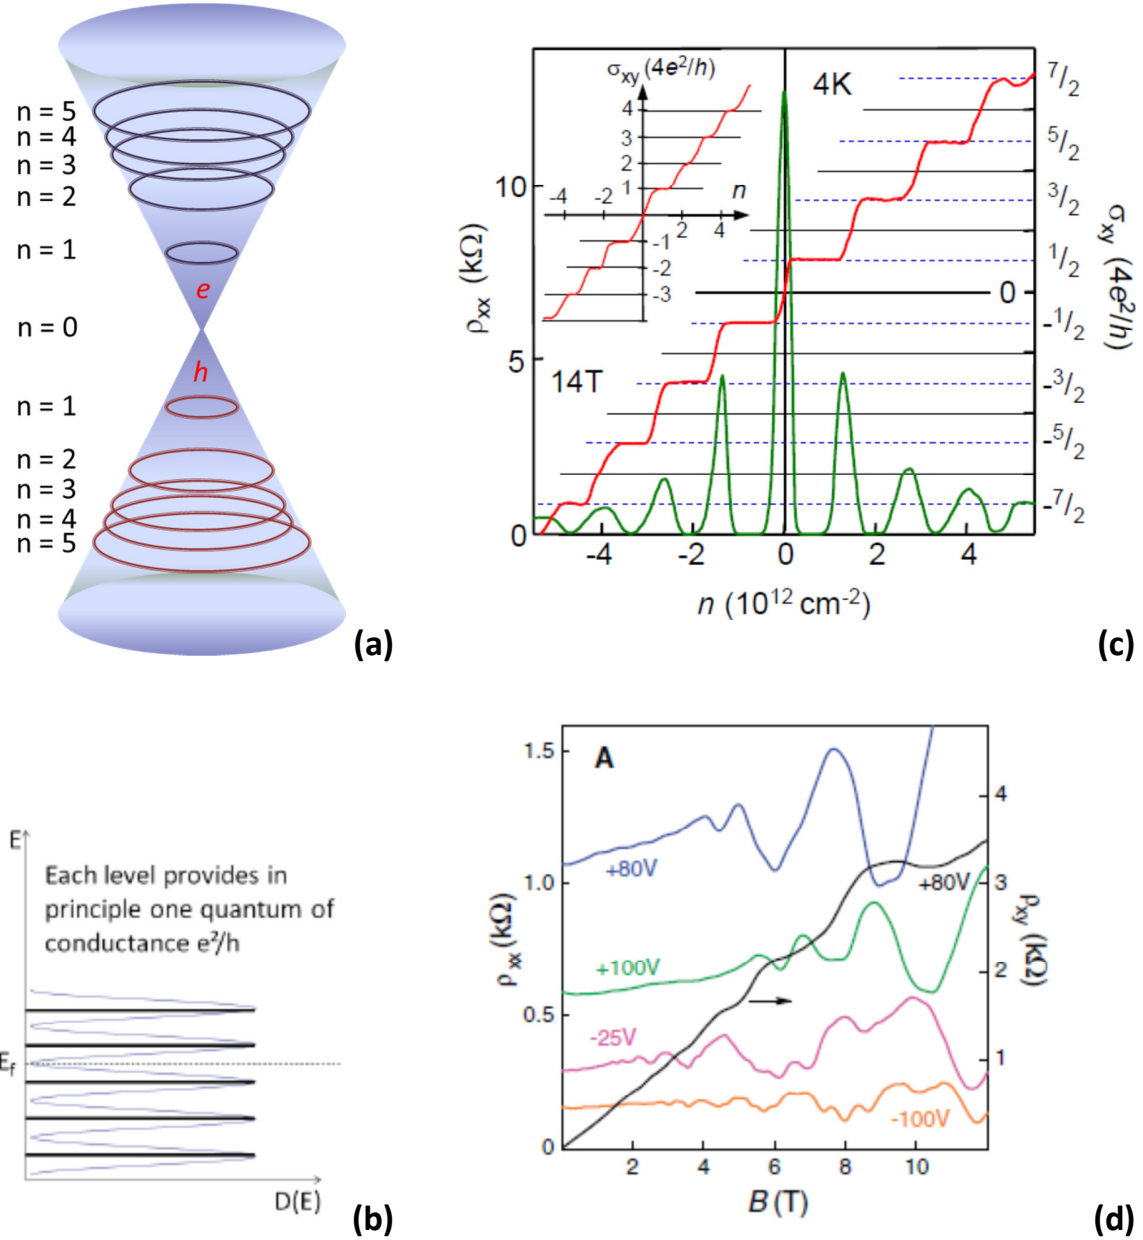 n = 5
n = 4
n = 3
n = 2
n = 1
e
n = 0
h
n = 1
n = 2
n = 3
n = 4
n = 5
(a)
σxy (4e²/h)
4
3
2
1
-4
-2
n
2
4
-1
-2
-3
4K
14T
10
5
0
ρxx (kΩ)
7/2
5/2
3/2
1/2
0
-1/2
-3/2
-5/2
-7/2
σxy (4e²/h)
-4
-2
0
2
4
n (10¹² cm⁻²)
(c)
E
Each level provides in
principle one quantum of
conductance e²/h
Ef
D(E)
(b)
A
1.5
1.0
0.5
0
ρxx (kΩ)
+80V
+100V
-25V
-100V
+80V
4
3
2
1
ρxy (kΩ)
2
4
6
8
10
B (T)
(d)